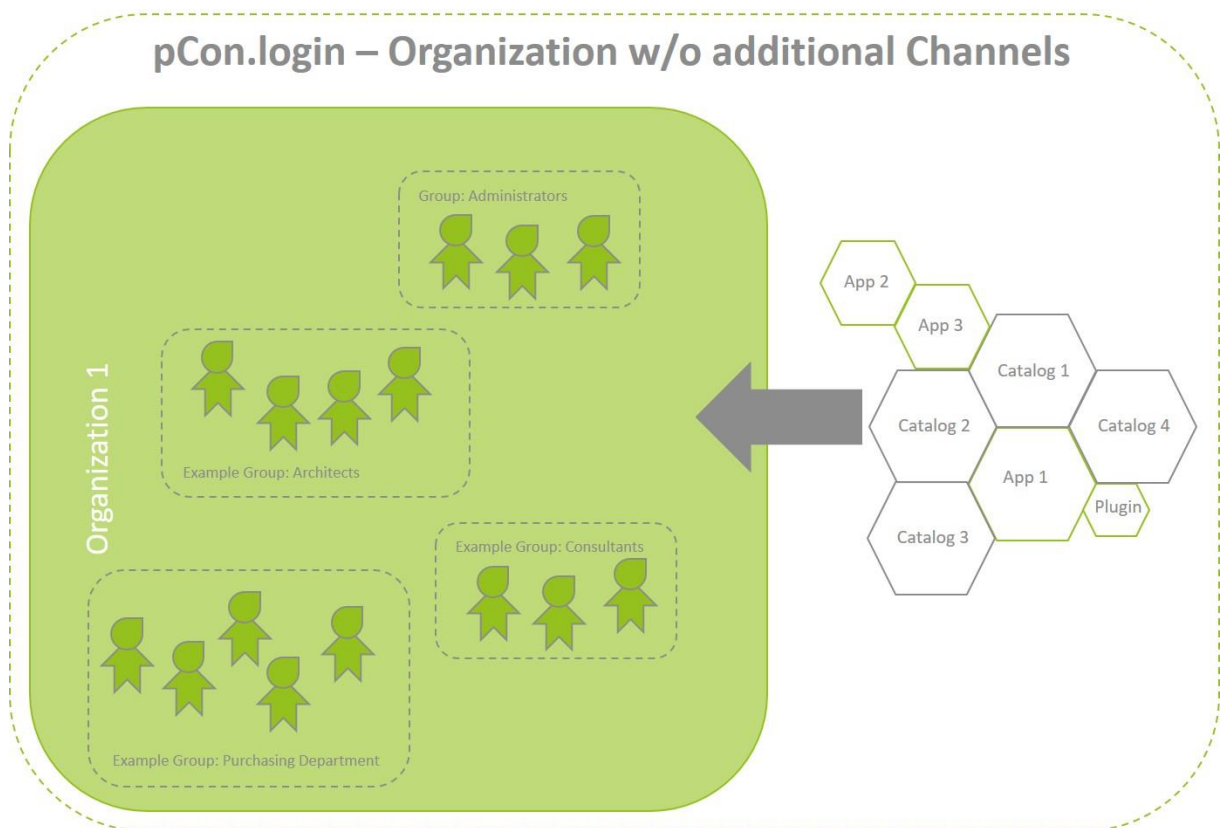 pCon.login – Organization w/o additional Channels
Organization 1
Group: Administrators
Example Group: Architects
Example Group: Consultants
Example Group: Purchasing Department
App 2
App 3
Catalog 1
Catalog 2
Catalog 4
App 1
Plugin
Catalog 3